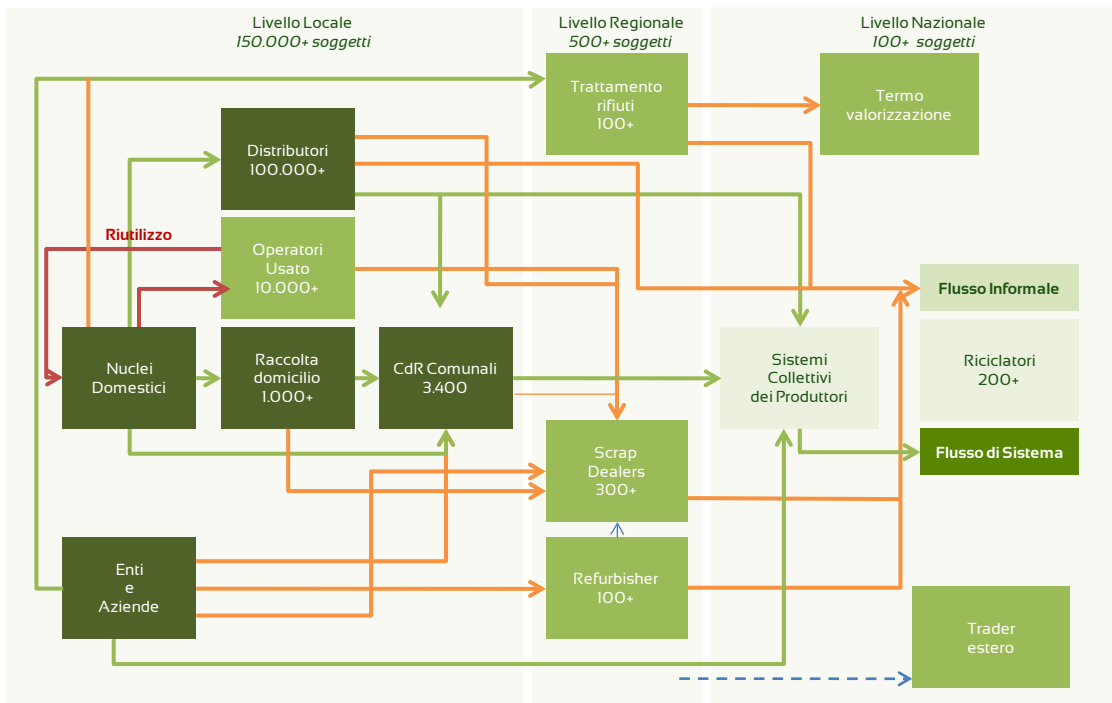 Livello Locale
150.000+ soggetti
Livello Regionale
500+ soggetti
Livello Nazionale
100+ soggetti
Trattamento
rifiuti
100+
Termo
valorizzazione
Distributori
100.000+
Riutilizzo
Operatori
Usato
10.000+
Flusso Informale
Nuclei
Domestici
Raccolta
domicilio
1.000+
CdR Comunali
3.400
Sistemi
Collettivi
dei Produttori
Riciclatori
200+
Flusso di Sistema
Scrap
Dealers
300+
Enti
e
Aziende
Refurbisher
100+
Trader
estero